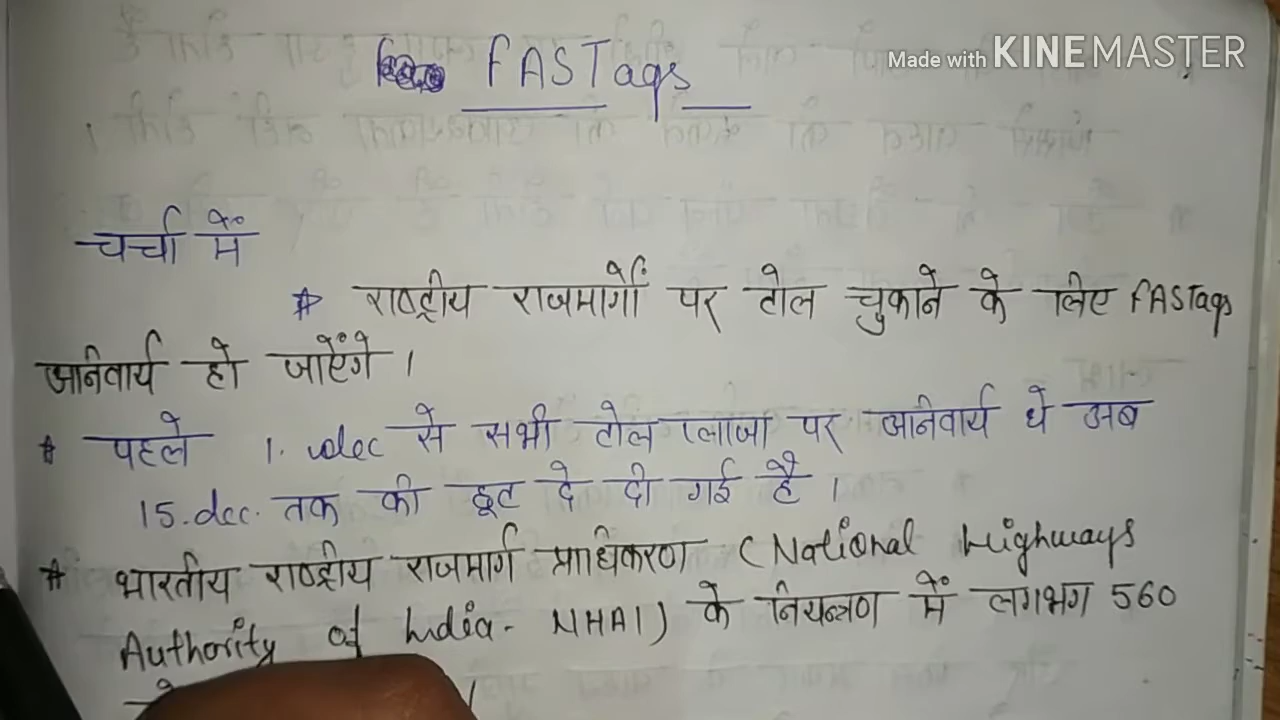 Made with KINEMASTER
FASTags
चर्चा में
* राष्ट्रीय राजमार्गों पर टोल चुकाने के लिए FASTags
अनिवार्य हो जाएंगे ।
* पहले 1. dec से सभी टोल प्लाजा पर अनिवार्य थे अब
15.dec. तक की छूट दे दी गई है ।
* भारतीय राष्ट्रीय राजमार्ग प्राधिकरण (National Highways
Authority of India- NHAI) के नियन्त्रण में लगभग 560